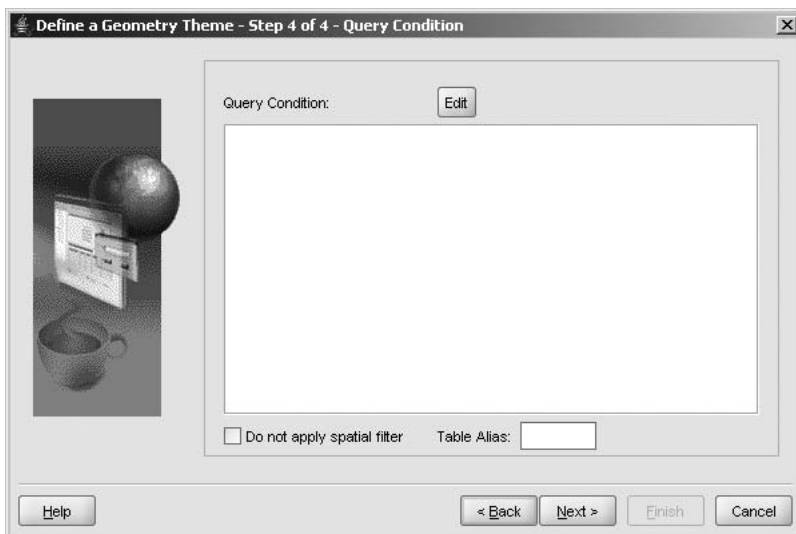 Define a Geometry Theme - Step 4 of 4 - Query Condition
Query Condition: Edit
Do not apply spatial filter Table Alias:
Help < Back Next > Finish Cancel